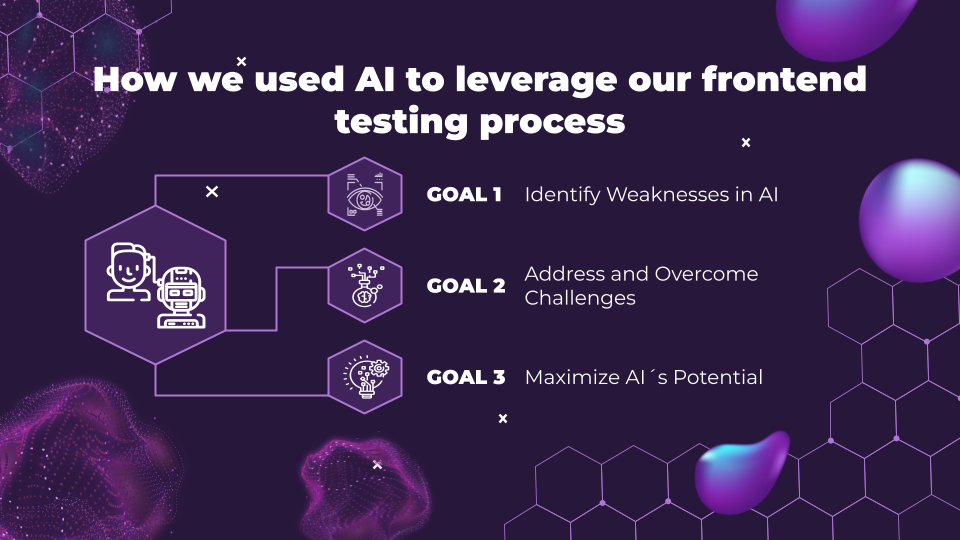 How we used AI to leverage our frontend
testing process
GOAL 1 Identify Weaknesses in AI
GOAL 2 Address and Overcome
Challenges
GOAL 3 Maximize AI´s Potential